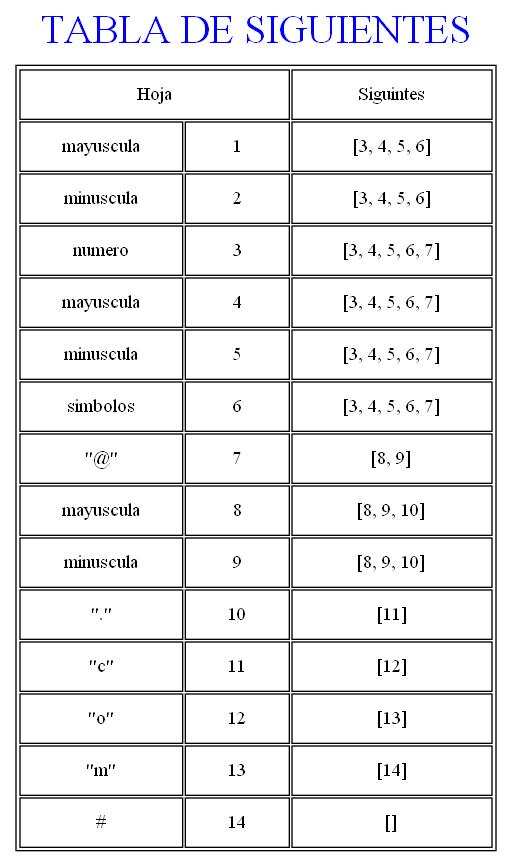 TABLA DE SIGUIENTES
Hoja Siguintes
mayuscula 1 [3, 4, 5, 6]
minuscula 2 [3, 4, 5, 6]
numero 3 [3, 4, 5, 6, 7]
mayuscula 4 [3, 4, 5, 6, 7]
minuscula 5 [3, 4, 5, 6, 7]
simbolos 6 [3, 4, 5, 6, 7]
"@" 7 [8, 9]
mayuscula 8 [8, 9, 10]
minuscula 9 [8, 9, 10]
"." 10 [11]
"c" 11 [12]
"o" 12 [13]
"m" 13 [14]
# 14 []